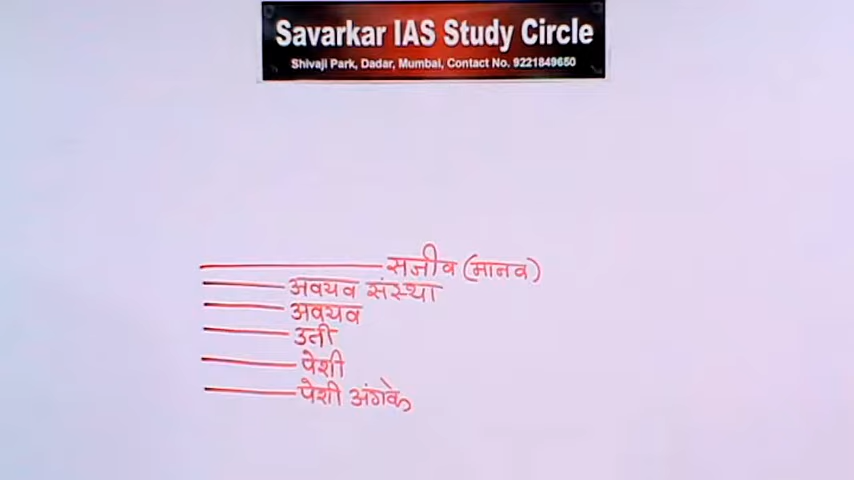 Savarkar IAS Study Circle
Shivaji Park, Dadar, Mumbai, Contact No. 9221849650
सजीव (मानव)
अवयव संस्था
अवयव
उती
पेशी
पेशी अंगके